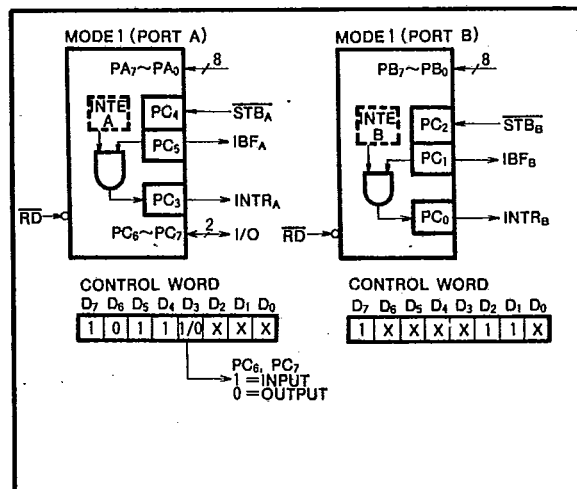 MODE 1 (PORT A)
PA7~PA0
8
INTE
A
PC4
STBA
PC5
IBFA
PC3
INTRA
RD
PC6~PC7
2
I/O
CONTROL WORD
D7 D6 D5 D4 D3 D2 D1 D0
1 0 1 1 1/0 X X X
PC6, PC7
1=INPUT
0=OUTPUT
MODE 1 (PORT B)
PB7~PB0
8
INTE
B
PC2
STBB
PC1
IBFB
PC0
INTRB
RD
CONTROL WORD
D7 D6 D5 D4 D3 D2 D1 D0
1 X X X X 1 1 X